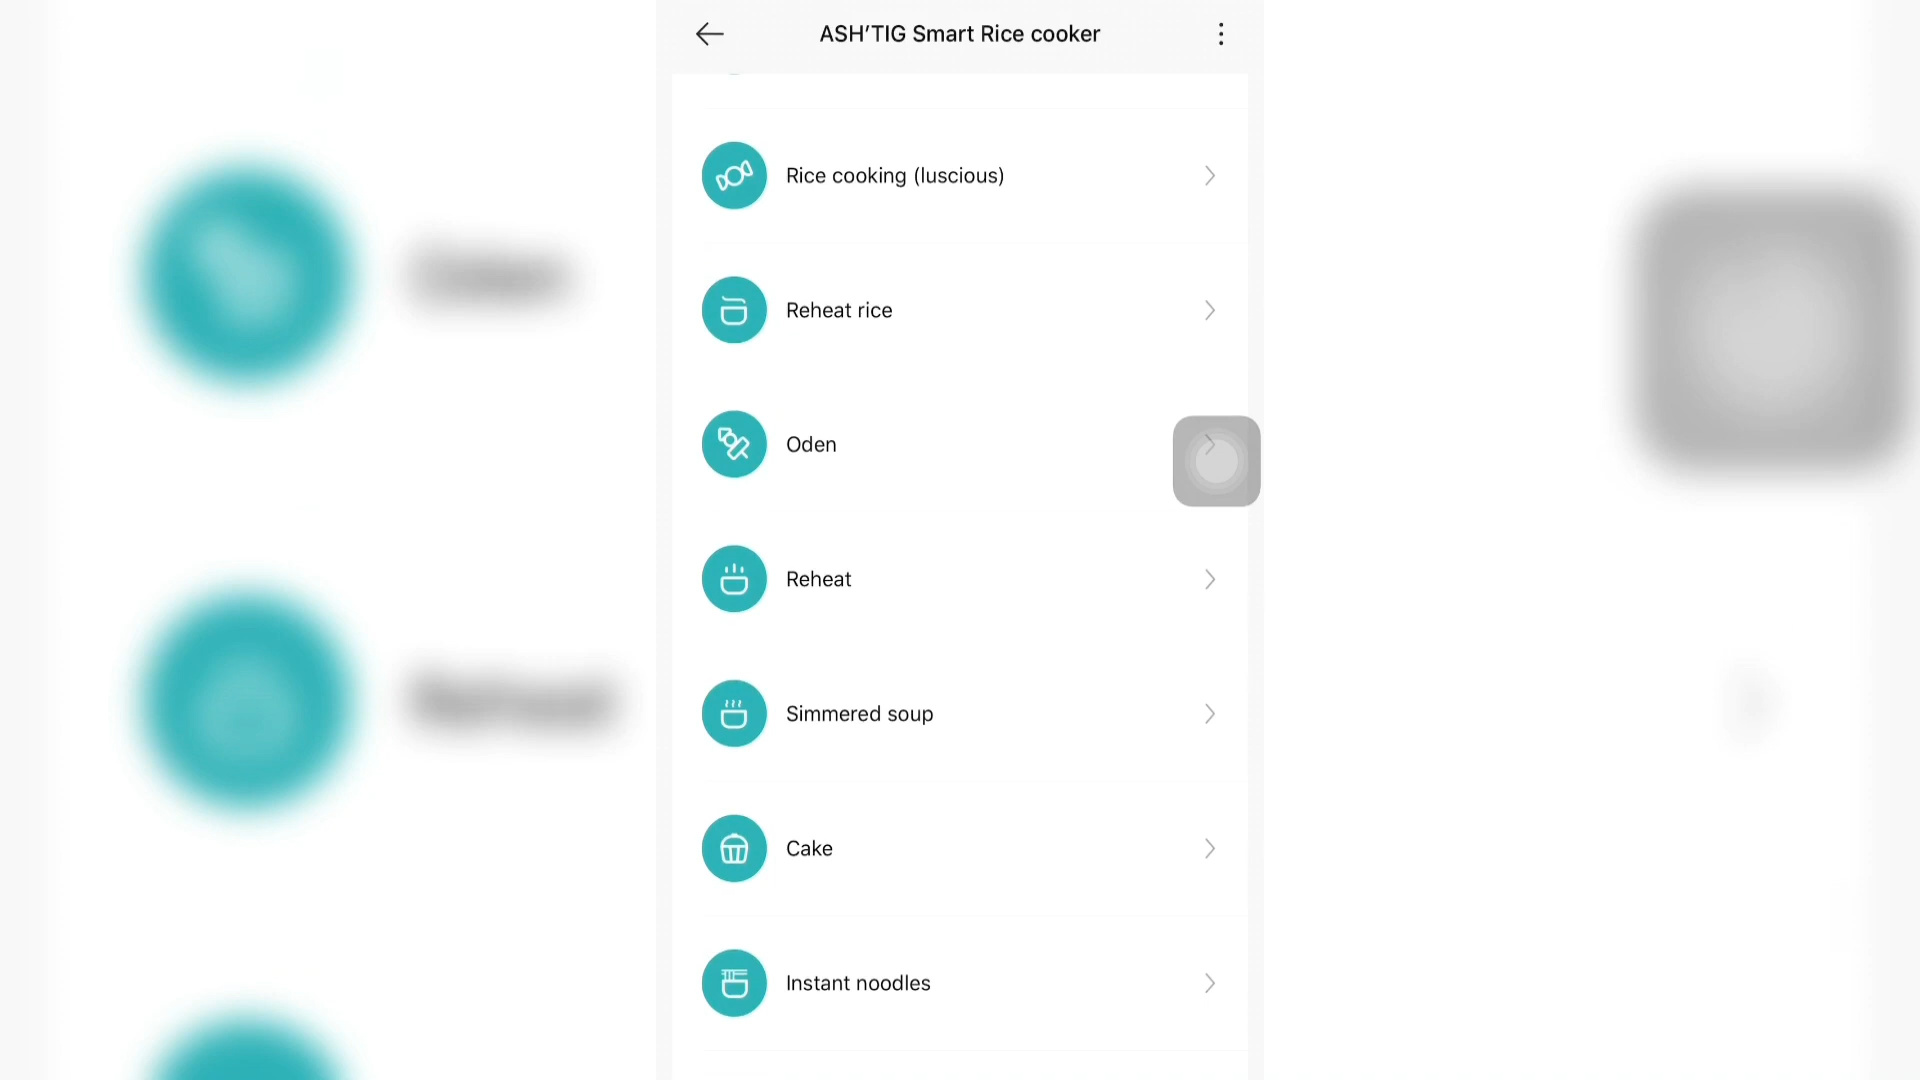 ASH'TIG Smart Rice cooker
Rice cooking (luscious)
Reheat rice
Oden
Reheat
Simmered soup
Cake
Instant noodles